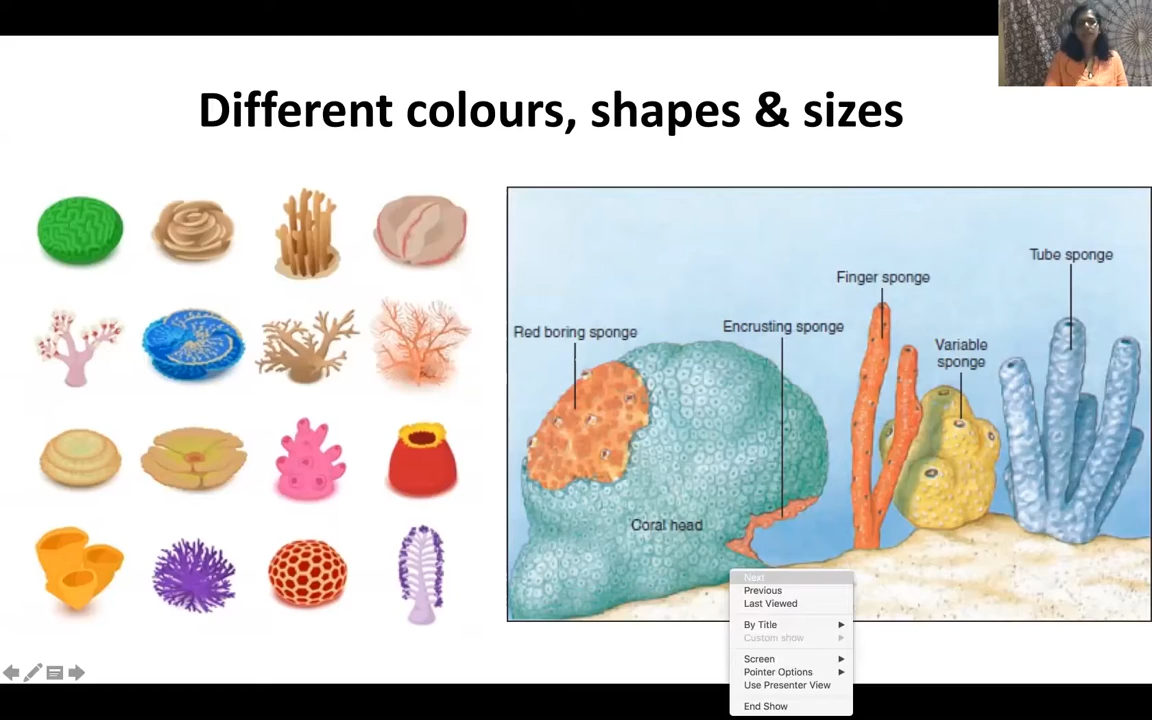 Different colours, shapes & sizes
Tube sponge
Finger sponge
Red boring sponge
Encrusting sponge
Variable
sponge
Coral head
Next
Previous
Last Viewed
By Title
Custom show
Screen
Pointer Options
Use Presenter View
End Show